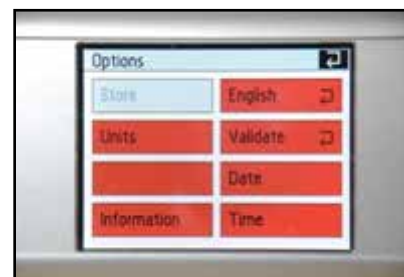 Options
Store
English
Units
Validate
Date
Information
Time